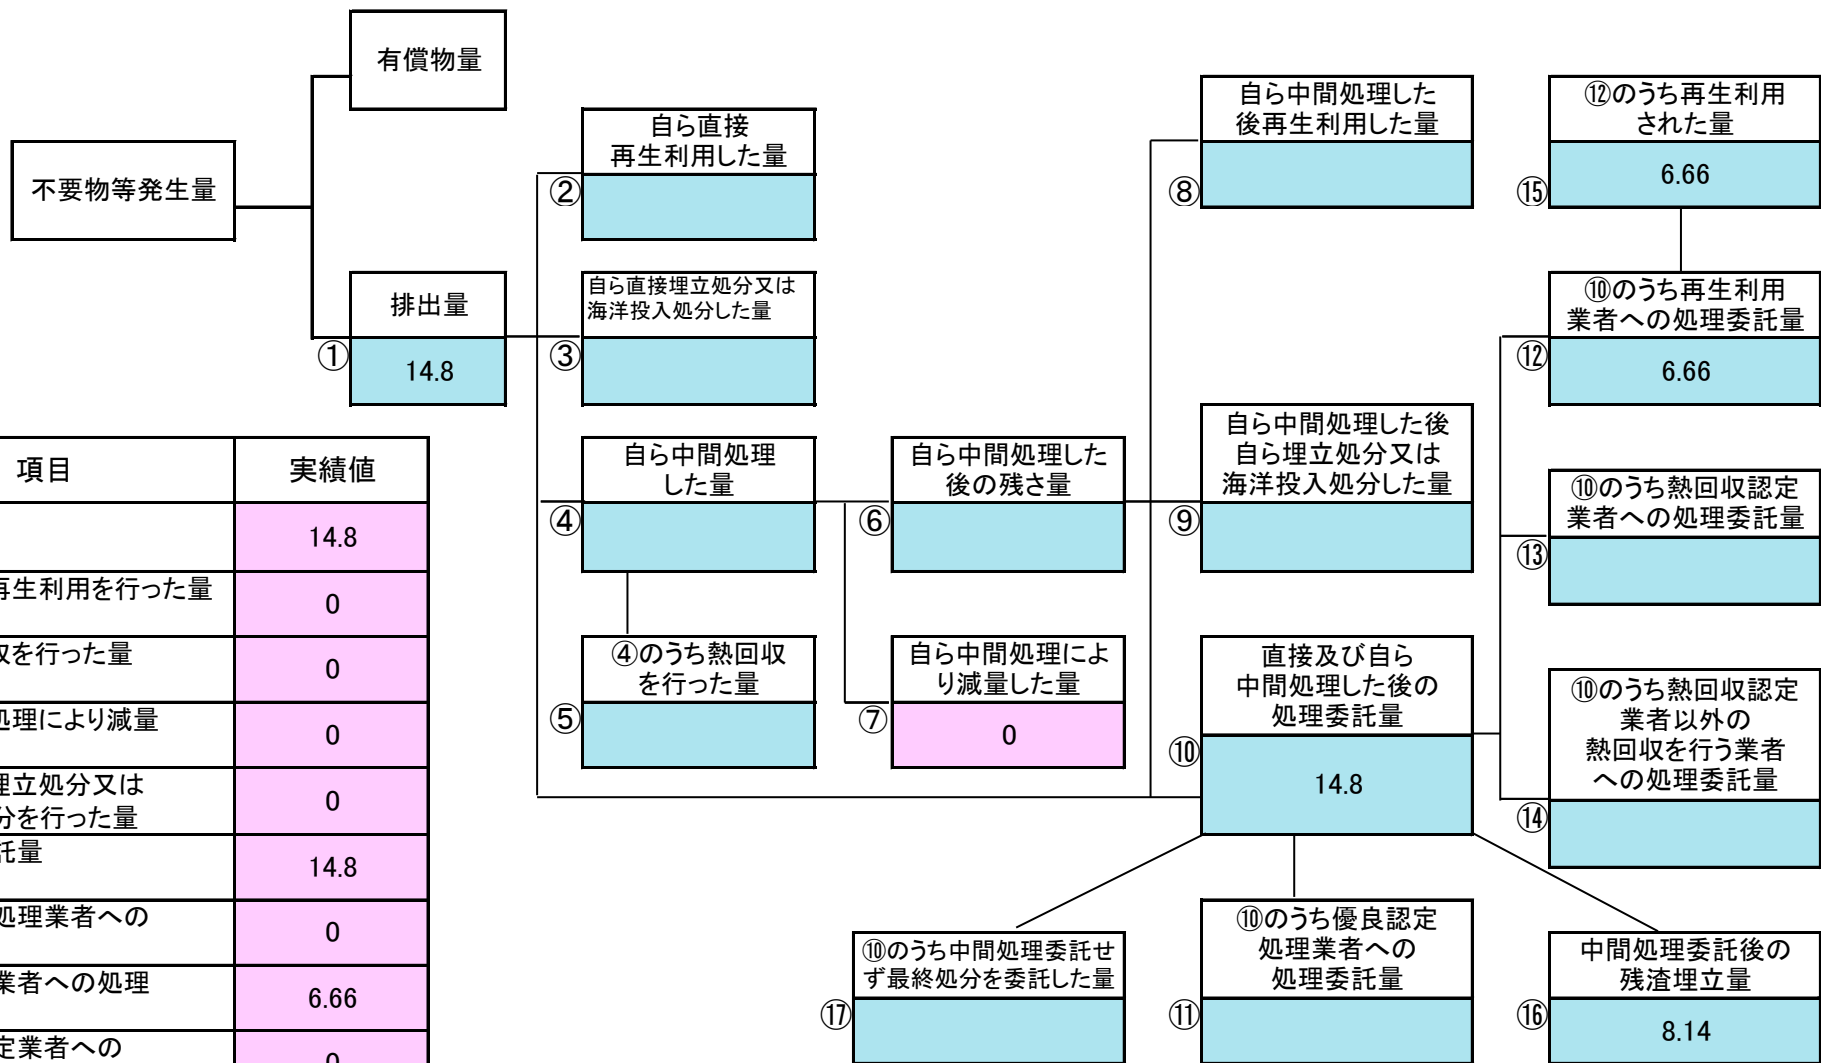 有償物量
不要物等発生量
排出量
①
14.8
自ら直接
再生利用した量
②
自ら直接埋立処分又は
海洋投入処分した量
③
自ら中間処理
した量
④
④のうち熱回収
を行った量
⑤
自ら中間処理した
後の残さ量
⑥
自ら中間処理によ
り減量した量
⑦
0
自ら中間処理した
後再生利用した量
⑧
自ら中間処理した後
自ら埋立処分又は
海洋投入処分した量
⑨
直接及び自ら
中間処理した後の
処理委託量
⑩
14.8
⑫のうち再生利用
された量
⑮
6.66
⑩のうち再生利用
業者への処理委託量
⑫
6.66
⑩のうち熱回収認定
業者への処理委託量
⑬
⑩のうち熱回収認定
業者以外の
熱回収を行う業者
への処理委託量
⑭
⑩のうち中間処理委託せ
ず最終処分を委託した量
⑰
⑩のうち優良認定
処理業者への
処理委託量
⑪
中間処理委託後の
残渣埋立量
⑯
8.14
項目 実績値
14.8
再生利用を行った量
0
収を行った量
0
処理により減量
0
埋立処分又は
分を行った量
0
託量
14.8
処理業者への
0
業者への処理
6.66
定業者への
0